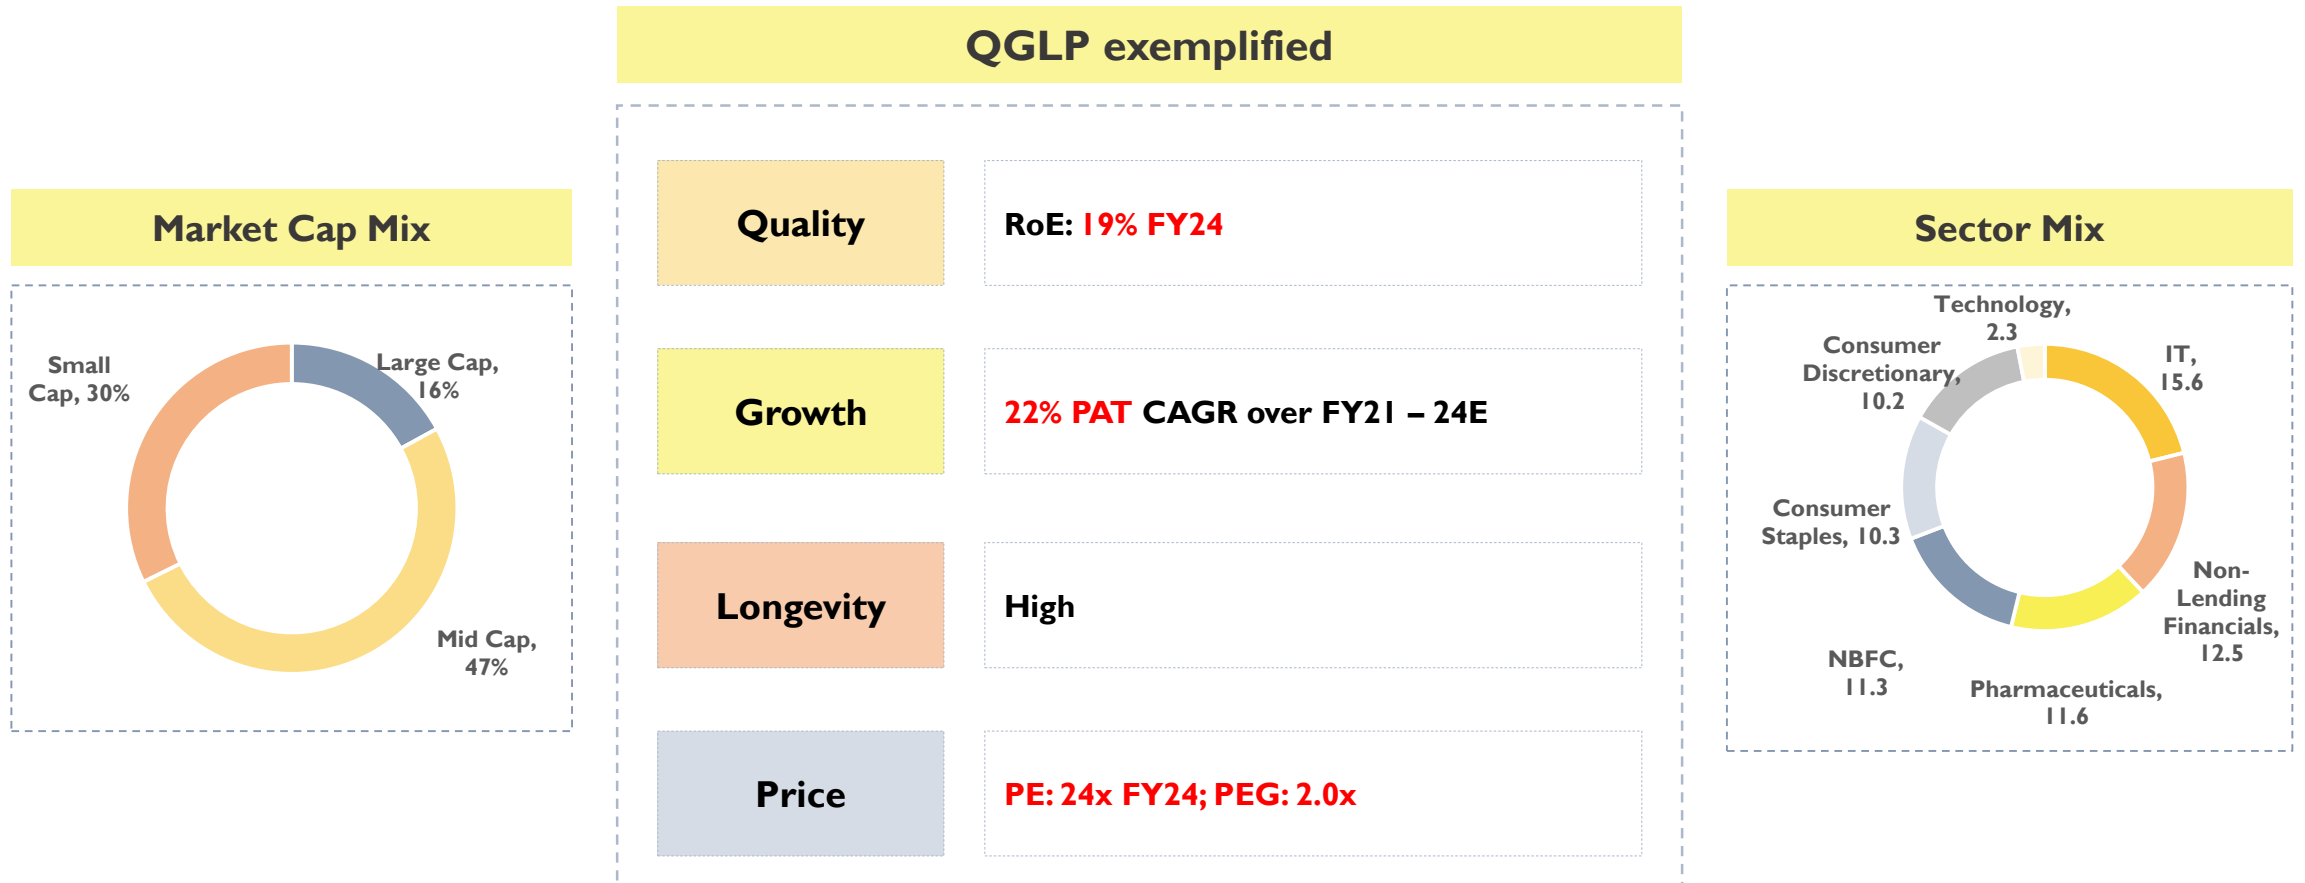 QGLP exemplified
Market Cap Mix
Small
Cap, 30%
Large Cap,
16%
Mid Cap,
47%
Quality
RoE: 19% FY24
Growth
22% PAT CAGR over FY21 – 24E
Longevity
High
Price
PE: 24x FY24; PEG: 2.0x
Sector Mix
Technology,
2.3
Consumer
Discretionary,
10.2
IT,
15.6
Consumer
Staples, 10.3
Non-
Lending
Financials,
12.5
NBFC,
11.3
Pharmaceuticals,
11.6